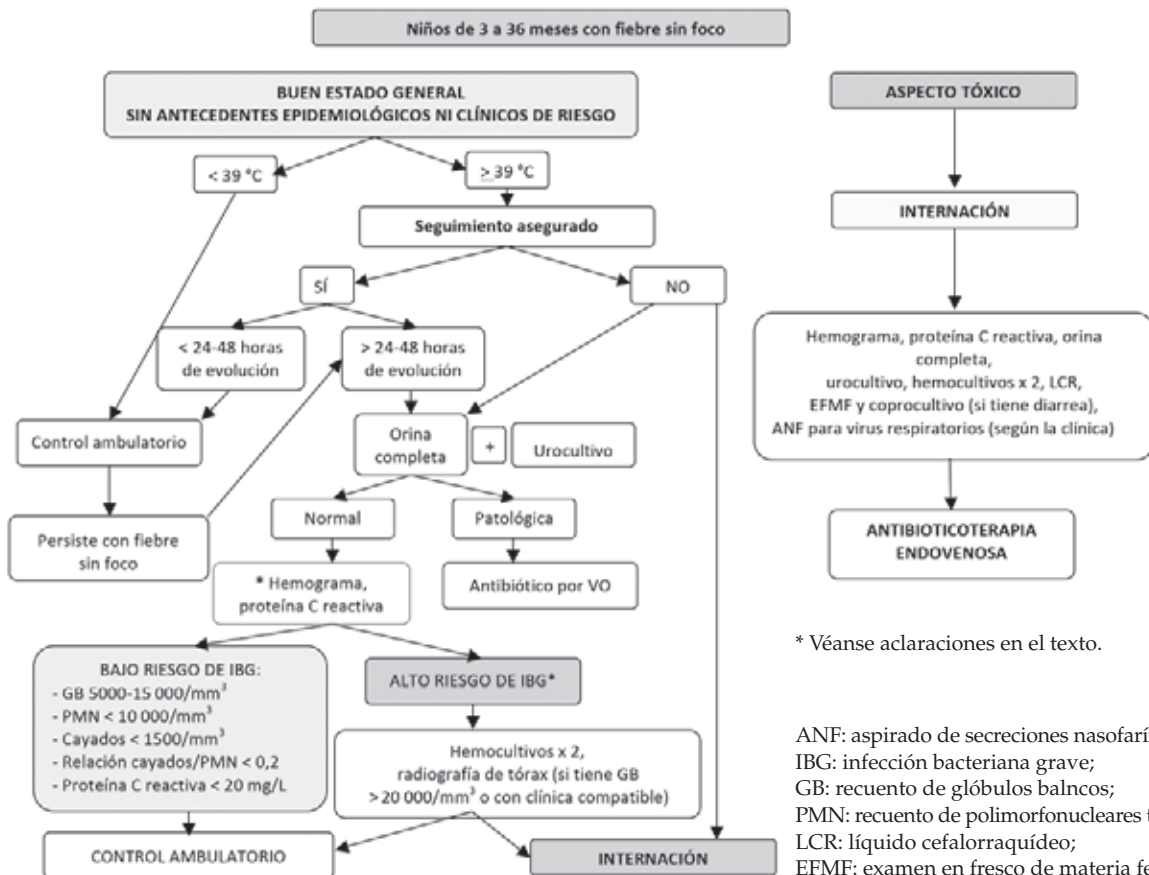 Niños de 3 a 36 meses con fiebre sin foco
BUEN ESTADO GENERAL
SIN ANTECEDENTES EPIDEMIOLÓGICOS NI CLÍNICOS DE RIESGO
ASPECTO TÓXICO
< 39 °C
≥ 39 °C
INTERNACIÓN
Seguimiento asegurado
SÍ
NO
< 24-48 horas
de evolución
> 24-48 horas
de evolución
Hemograma, proteína C reactiva, orina
completa,
urocultivo, hemocultivos x 2, LCR,
EFMF y coprocultivo (si tiene diarrea),
ANF para virus respiratorios (según la clínica)
Control ambulatorio
Orina
completa
+
Urocultivo
Persiste con fiebre
sin foco
Normal
Patológica
ANTIBIOTICOTERAPIA
ENDOVENOSA
* Hemograma,
proteína C reactiva
Antibiótico por VO
* Véanse aclaraciones en el texto.
BAJO RIESGO DE IBG:
- GB 5000-15 000/mm³
- PMN < 10 000/mm³
- Cayados < 1500/mm³
- Relación cayados/PMN < 0,2
- Proteína C reactiva < 20 mg/L
ALTO RIESGO DE IBG*
Hemocultivos x 2,
radiografía de tórax (si tiene GB
> 20 000/mm³ o con clínica compatible)
CONTROL AMBULATORIO
INTERNACIÓN
ANF: aspirado de secreciones
IBG: infección bacteriana grave;
GB: recuento de glóbulos balncos;
PMN: recuento de polimorfonucleares
LCR: líquido cefalorraquídeo;
EFMF: examen en fresco de materia